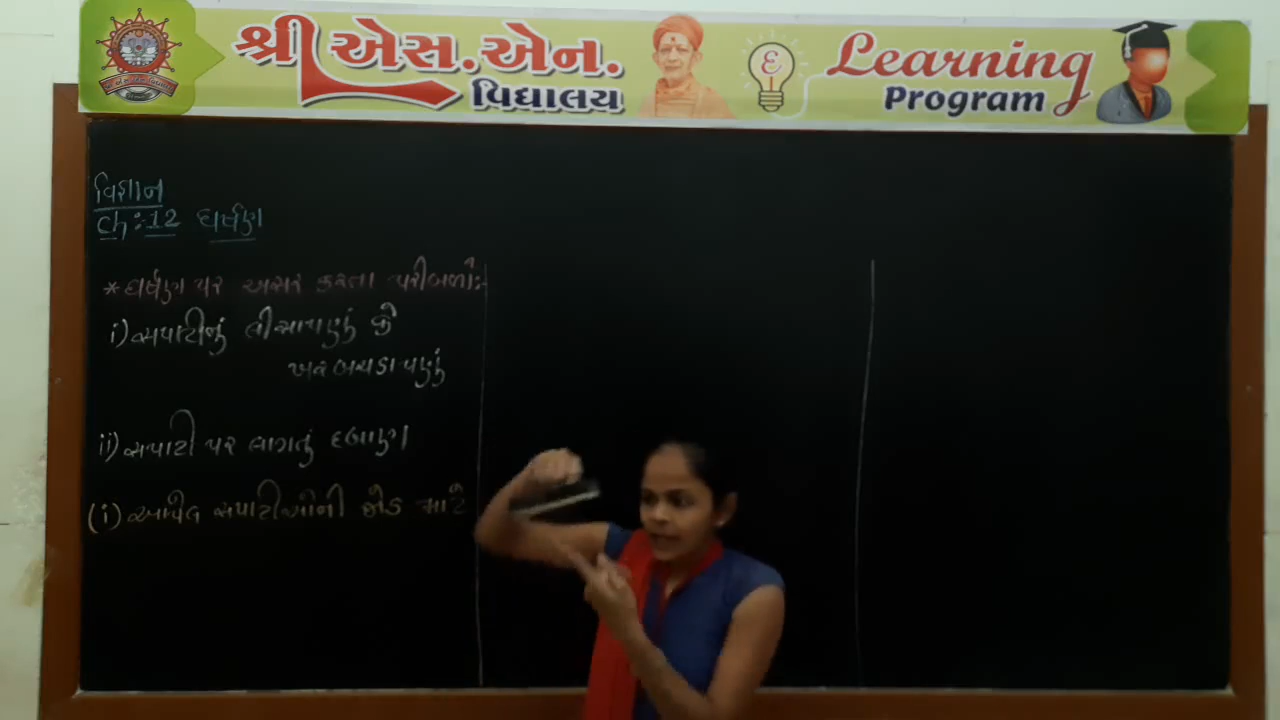 શ્રી એસ.એન.
વિદ્યાલય
Learning
Program
વિજ્ઞાન
ch:-12 ઘર્ષણ
*ઘર્ષણ પર અસર કરતા પરીબળો:-
i) સપાટીનું લીસાપણું કે
ખરબચડાપણું
ii) સપાટી પર લાગતું દબાણ
(i) આપેલ સપાટીઓની જોડ માટે